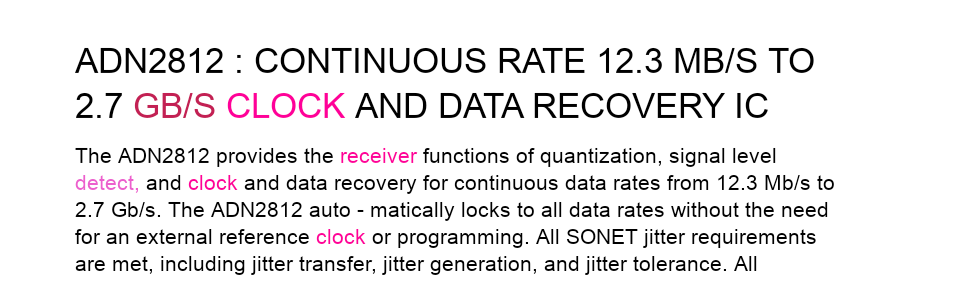 ADN2812 : CONTINUOUS RATE 12.3 MB/S TO
2.7 GB/S CLOCK AND DATA RECOVERY IC
The ADN2812 provides the receiver functions of quantization, signal level
detect, and clock and data recovery for continuous data rates from 12.3 Mb/s to
2.7 Gb/s. The ADN2812 auto - matically locks to all data rates without the need
for an external reference clock or programming. All SONET jitter requirements
are met, including jitter transfer, jitter generation, and jitter tolerance. All